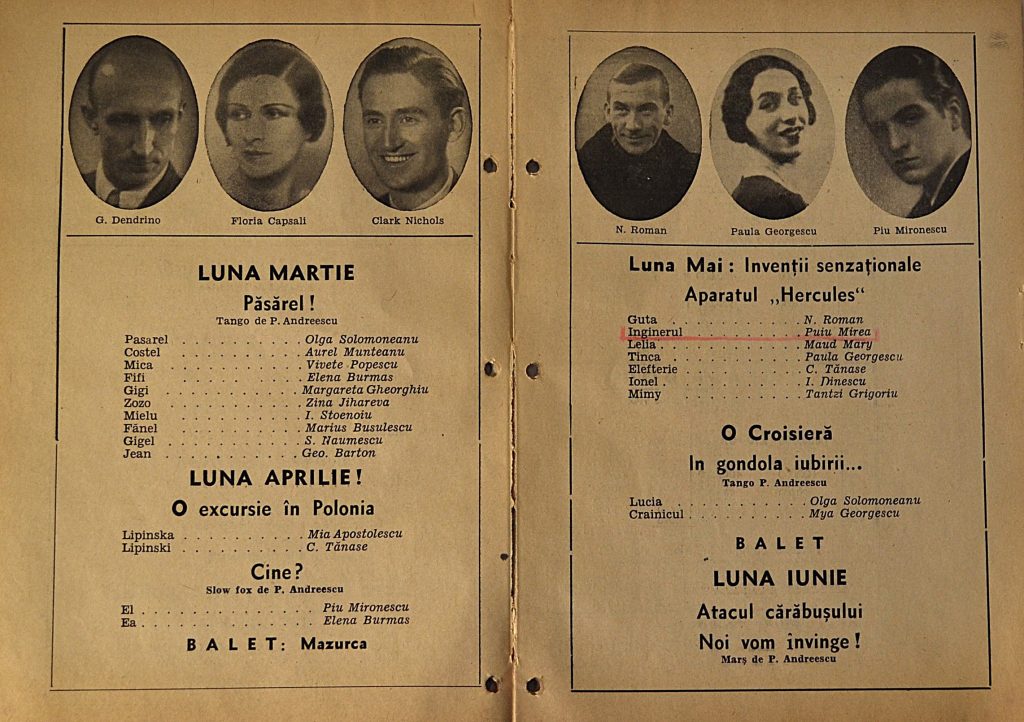 G. Dendrino
Floria Capsali
Clark Nichols
LUNA MARTIE
Păsărel !
Tango de P. Andreescu
Pasarel . . . . . . . . . . . Olga Solomoneanu
Costel . . . . . . . . . . . Aurel Munteanu
Mica . . . . . . . . . . . Vivete Popescu
Fifi . . . . . . . . . . . Elena Burmas
Gigi . . . . . . . . . . . Margareta Gheorghiu
Zozo . . . . . . . . . . . Zina Jihareva
Mielu . . . . . . . . . . . I. Stoenoiu
Fănel . . . . . . . . . . . Marius Busulescu
Gigel . . . . . . . . . . . S. Naumescu
Jean . . . . . . . . . . . Geo. Barton
LUNA APRILIE !
O excursie în Polonia
Lipinska . . . . . . . . . . Mia Apostolescu
Lipinski . . . . . . . . . . C. Tănase
Cine ?
Slow fox de P. Andreescu
El . . . . . . . . . . . . . . Piu Mironescu
Ea . . . . . . . . . . . . . . Elena Burmas
BALET: Mazurca
N. Roman
Paula Georgescu
Piu Mironescu
Luna Mai : Invenții senzaționale
Aparatul „Hercules“
Guta . . . . . . . . . . N. Roman
Inginerul . . . . . . . . . . Puiu Mirea
Lelia . . . . . . . . . . . Maud Mary
Tinca . . . . . . . . . . Paula Georgescu
Elefterie . . . . . . . . . . C. Tănase
Ionel . . . . . . . . . . . I. Dinescu
Mimy . . . . . . . . . . Tantzi Grigoriu
O Croisieră
In gondola iubirii...
Tango P. Andreescu
Lucia . . . . . . . . . . Olga Solomoneanu
Crainicul . . . . . . . . . Mya Georgescu
BALET
LUNA IUNIE
Atacul cărăbușului
Noi vom învinge !
Marș de P. Andreescu